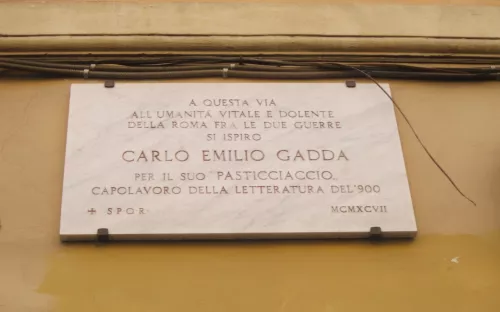 A QUESTA VIA
ALL'UMANITÀ VITALE E DOLENTE
DELLA ROMA FRA LE DUE GUERRE
SI ISPIRÒ
CARLO EMILIO GADDA
PER IL SUO PASTICCIACCIO
CAPOLAVORO DELLA LETTERATURA DEL '900
✠ S P Q R MCMXCVII